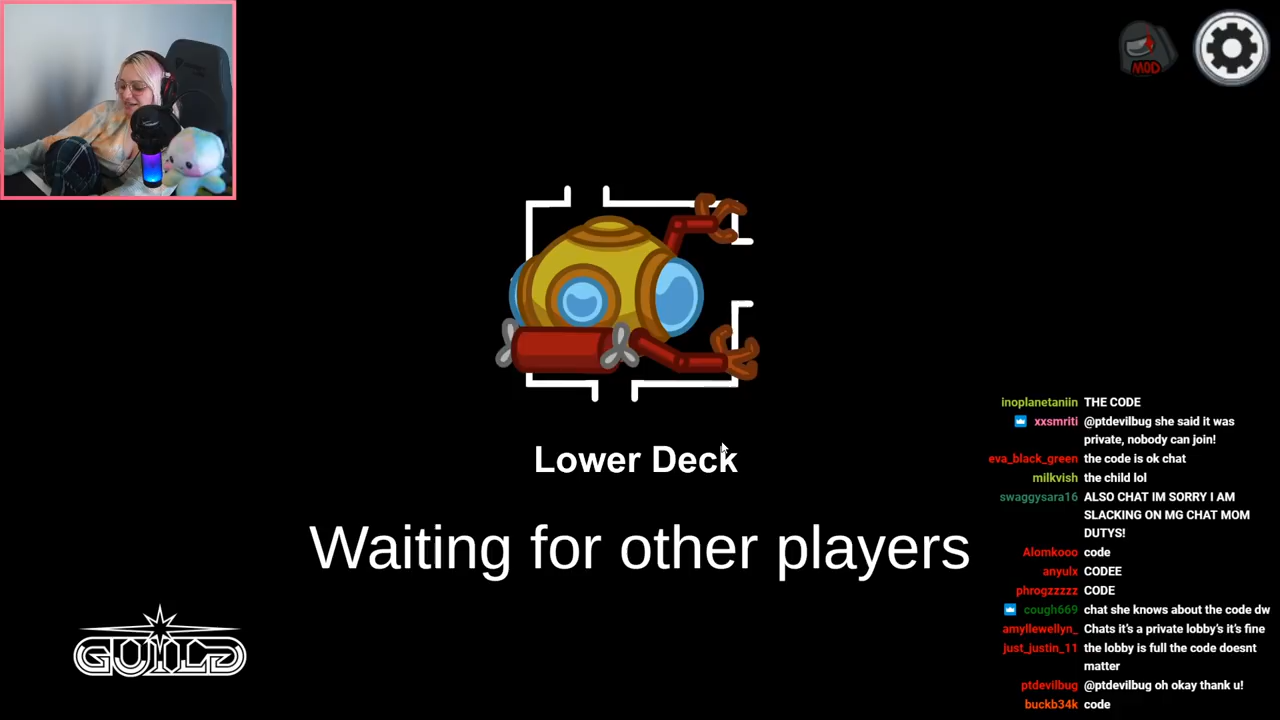 MOD
Lower Deck
Waiting for other players
GUILD
inoplanetaniin THE CODE
xxsmriti @ptdevilbug she said it was
private, nobody can join!
eva_black_green the code is ok chat
milkvish the child lol
swaggysara16 ALSO CHAT IM SORRY I AM
SLACKING ON MG CHAT MOM
DUTYS!
Alomkooo code
anyulx CODEE
phrogzzzzz CODE
cough669 chat she knows about the code dw
amyllewellyn_ Chats it’s a private lobby’s it’s fine
just_justin_11 the lobby is full the code doesnt
matter
ptdevilbug @ptdevilbug oh okay thank u!
buckb34k code